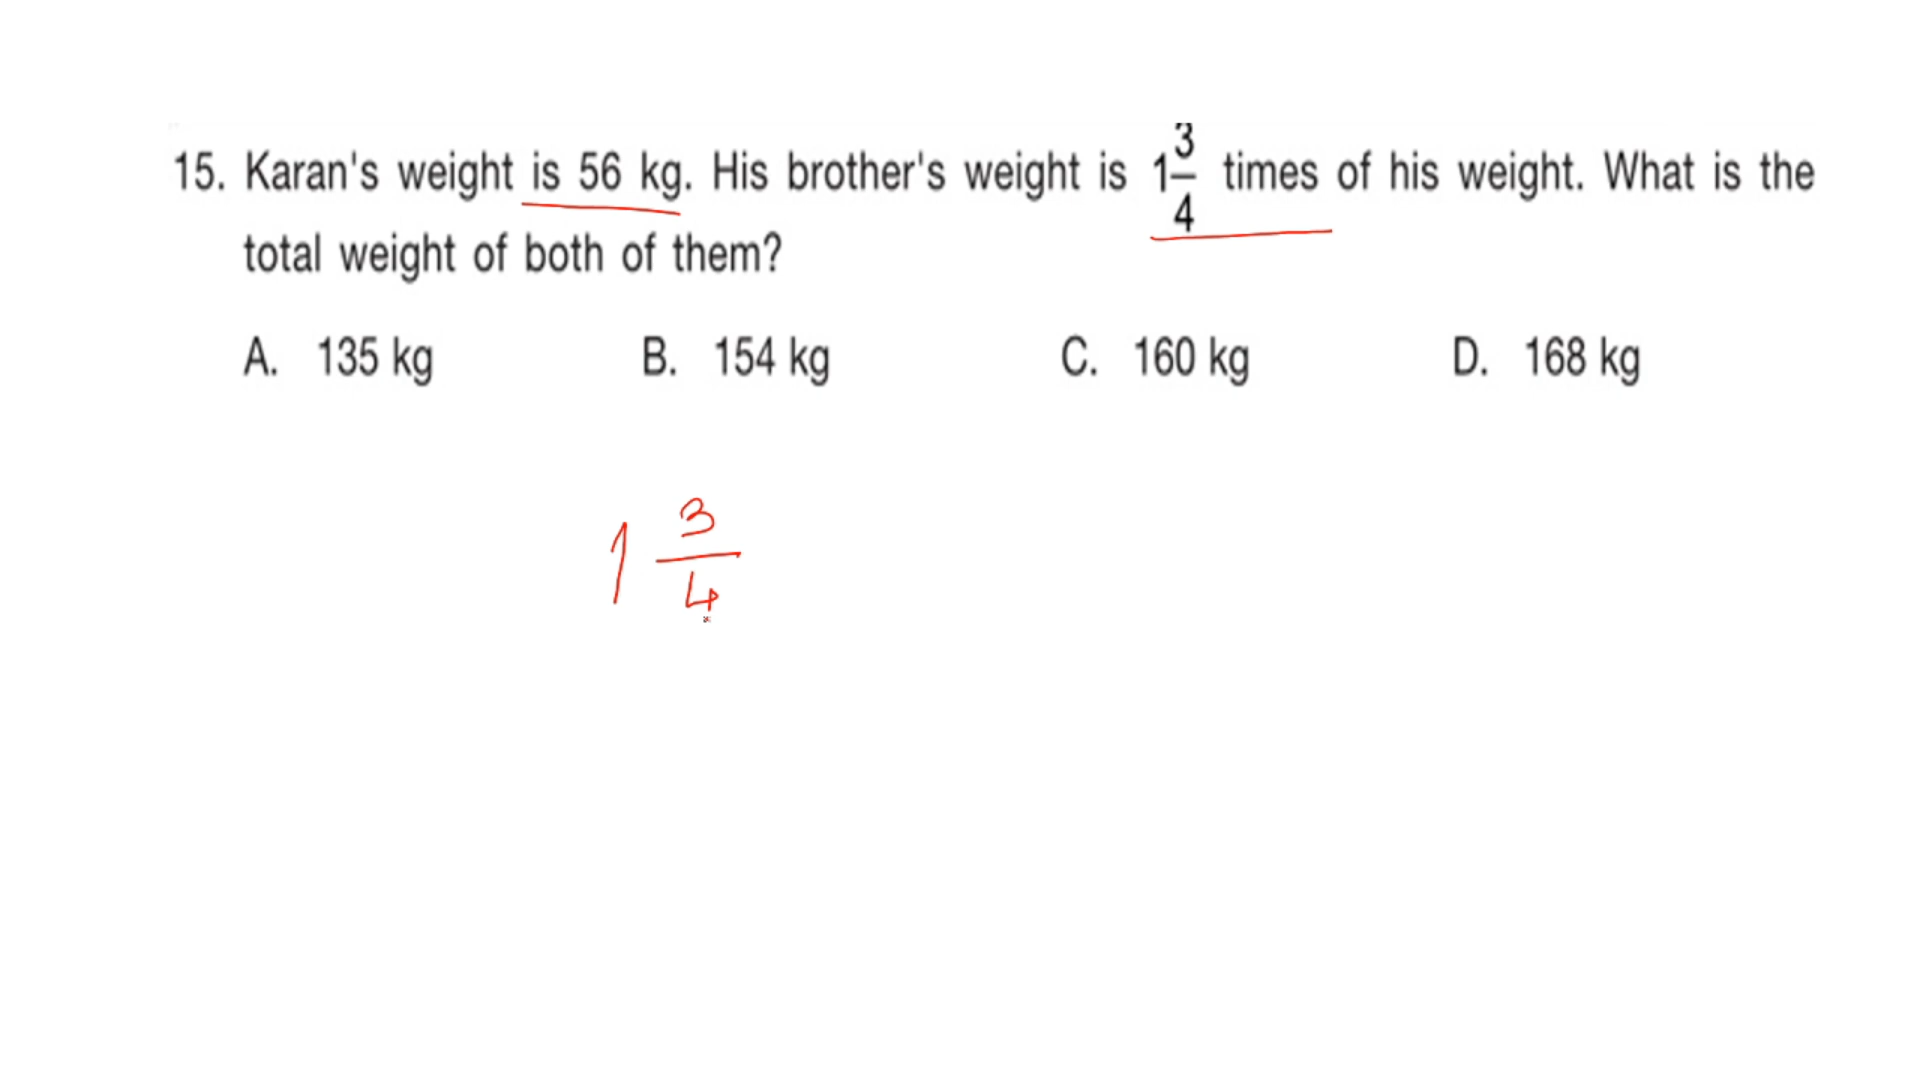 15. Karan's weight is 56 kg. His brother's weight is 1 3/4 times of his weight. What is the
total weight of both of them?
A. 135 kg B. 154 kg C. 160 kg D. 168 kg
1 3/4